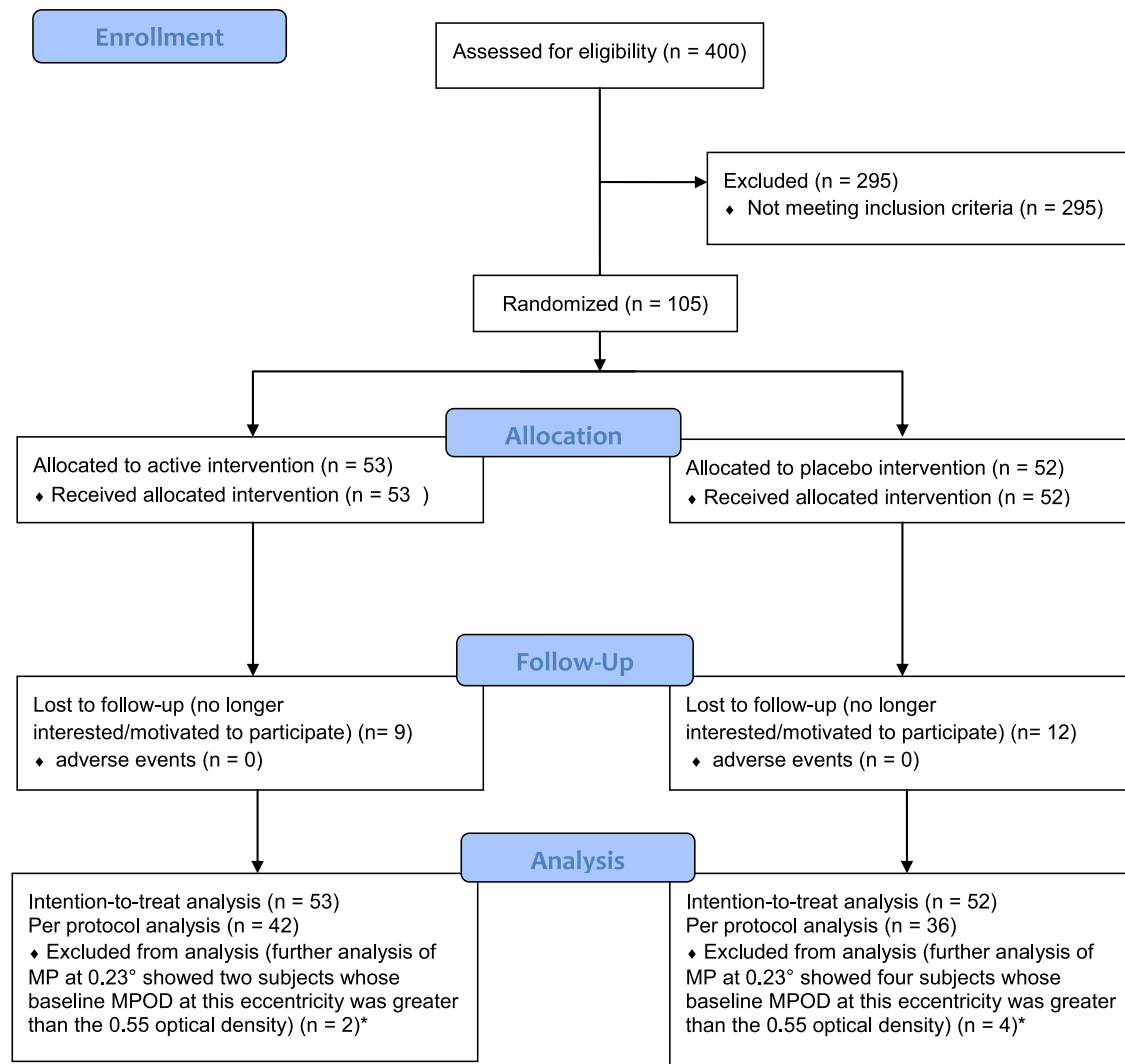 Enrollment
Assessed for eligibility (n = 400)
Excluded (n = 295)
♦ Not meeting inclusion criteria (n = 295)
Randomized (n = 105)
Allocation
Allocated to active intervention (n = 53)
♦ Received allocated intervention (n = 53 )
Allocated to placebo intervention (n = 52)
♦ Received allocated intervention (n = 52)
Follow-Up
Lost to follow-up (no longer
interested/motivated to participate) (n= 9)
♦ adverse events (n = 0)
Lost to follow-up (no longer
interested/motivated to participate) (n= 12)
♦ adverse events (n = 0)
Analysis
Intention-to-treat analysis (n = 53)
Per protocol analysis (n = 42)
♦ Excluded from analysis (further analysis of
MP at 0.23° showed two subjects whose
baseline MPOD at this eccentricity was greater
than the 0.55 optical density) (n = 2)*
Intention-to-treat analysis (n = 52)
Per protocol analysis (n = 36)
♦ Excluded from analysis (further analysis of
MP at 0.23° showed four subjects whose
baseline MPOD at this eccentricity was greater
than the 0.55 optical density) (n = 4)*